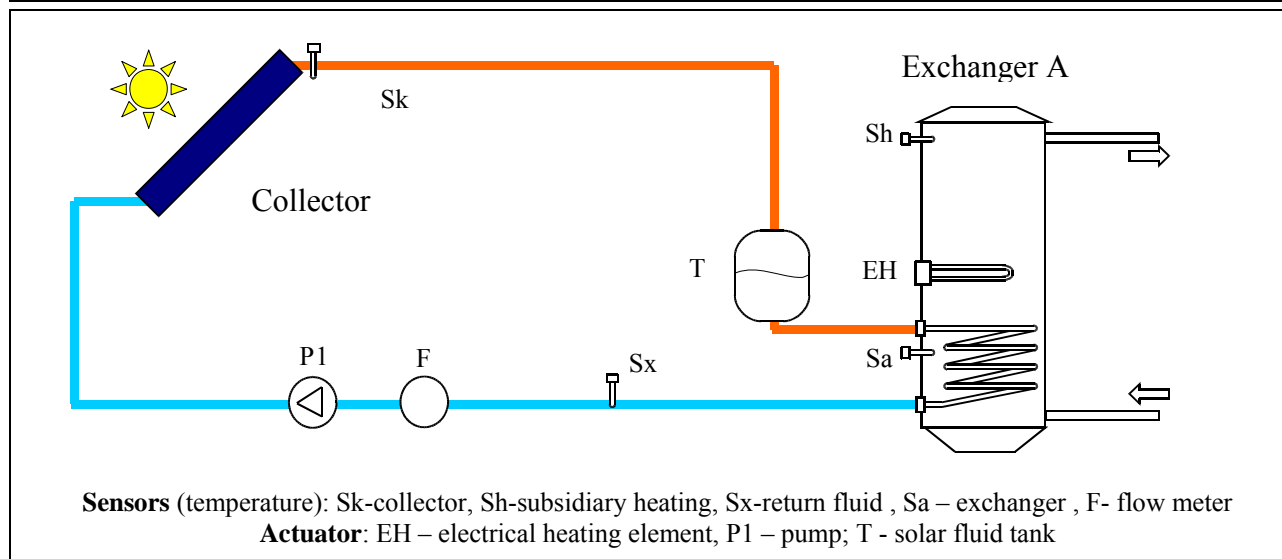 Exchanger A
Sk
Sh
Collector
T
EH
P1
F
Sx
Sa
Sensors (temperature): Sk-collector, Sh-subsidiary heating, Sx-return fluid , Sa – exchanger , F- flow meter
Actuator: EH – electrical heating element, P1 – pump; T - solar fluid tank